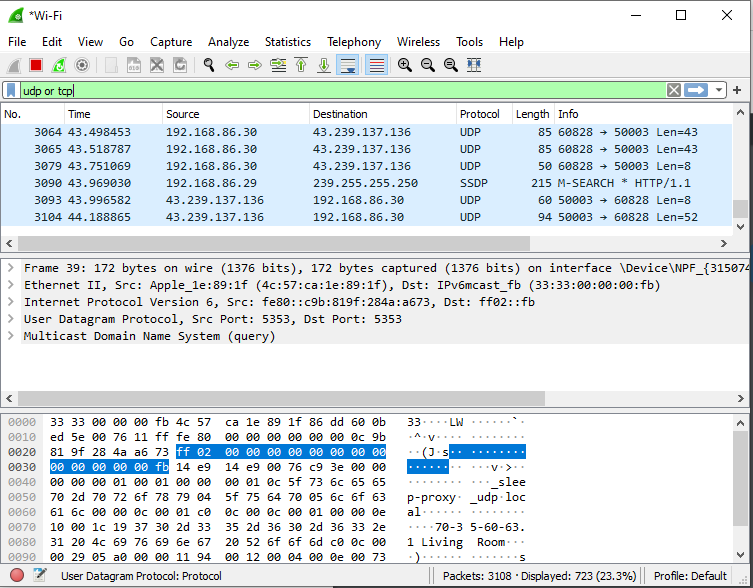 *Wi-Fi
File Edit View Go Capture Analyze Statistics Telephony Wireless Tools Help
udp or tcp
No. Time Source Destination Protocol Length Info
3064 43.498453 192.168.86.30 43.239.137.136 UDP 85 60828 → 50003 Len=43
3065 43.518787 192.168.86.30 43.239.137.136 UDP 85 60828 → 50003 Len=43
3079 43.751069 192.168.86.30 43.239.137.136 UDP 50 60828 → 50003 Len=8
3090 43.969030 192.168.86.29 239.255.255.250 SSDP 215 M-SEARCH * HTTP/1.1
3093 43.996582 43.239.137.136 192.168.86.30 UDP 60 50003 → 60828 Len=8
3104 44.188865 43.239.137.136 192.168.86.30 UDP 94 50003 → 60828 Len=52
Frame 39: 172 bytes on wire (1376 bits), 172 bytes captured (1376 bits) on interface \Device\NPF_{315074
Ethernet II, Src: Apple_1e:89:1f (4c:57:ca:1e:89:1f), Dst: IPv6mcast_fb (33:33:00:00:00:fb)
Internet Protocol Version 6, Src: fe80::c9b:819f:284a:a673, Dst: ff02::fb
User Datagram Protocol, Src Port: 5353, Dst Port: 5353
Multicast Domain Name System (query)
0000 33 33 00 00 00 fb 4c 57 ca 1e 89 1f 86 dd 60 0b 33····LW ······`·
0010 ed 5e 00 76 11 ff fe 80 00 00 00 00 00 00 0c 9b ·^·v···· ········
0020 81 9f 28 4a a6 73 ff 02 00 00 00 00 00 00 00 00 ··(J·s·· ········
0030 00 00 00 00 00 fb 14 e9 14 e9 00 76 c9 3e 00 00 ········ ···v·>··
0040 00 00 00 01 00 01 00 00 00 01 0c 5f 73 6c 65 65 ········ ···_slee
0050 70 2d 70 72 6f 78 79 04 5f 75 64 70 05 6c 6f 63 p-proxy· _udp·loc
0060 61 6c 00 00 0c 00 01 c0 0c 00 0c 00 01 00 00 0e al······ ········
0070 10 00 1c 19 37 30 2d 33 35 2d 36 30 2d 36 33 2e ····70-3 5-60-63.
0080 31 20 4c 69 76 69 6e 67 20 52 6f 6f 6d c0 0c 00 1 Living Room···
0090 00 29 05 a0 00 00 11 94 00 12 00 04 00 0e 00 73 ·)······ ·······s
User Datagram Protocol: Protocol Packets: 3108 · Displayed: 723 (23.3%) Profile: Default